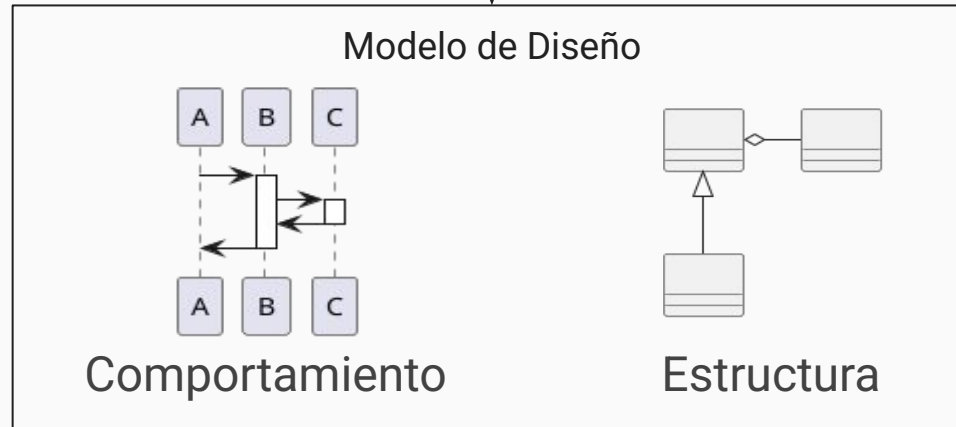 Modelo de Diseño
A B C
A B C
Comportamiento
Estructura